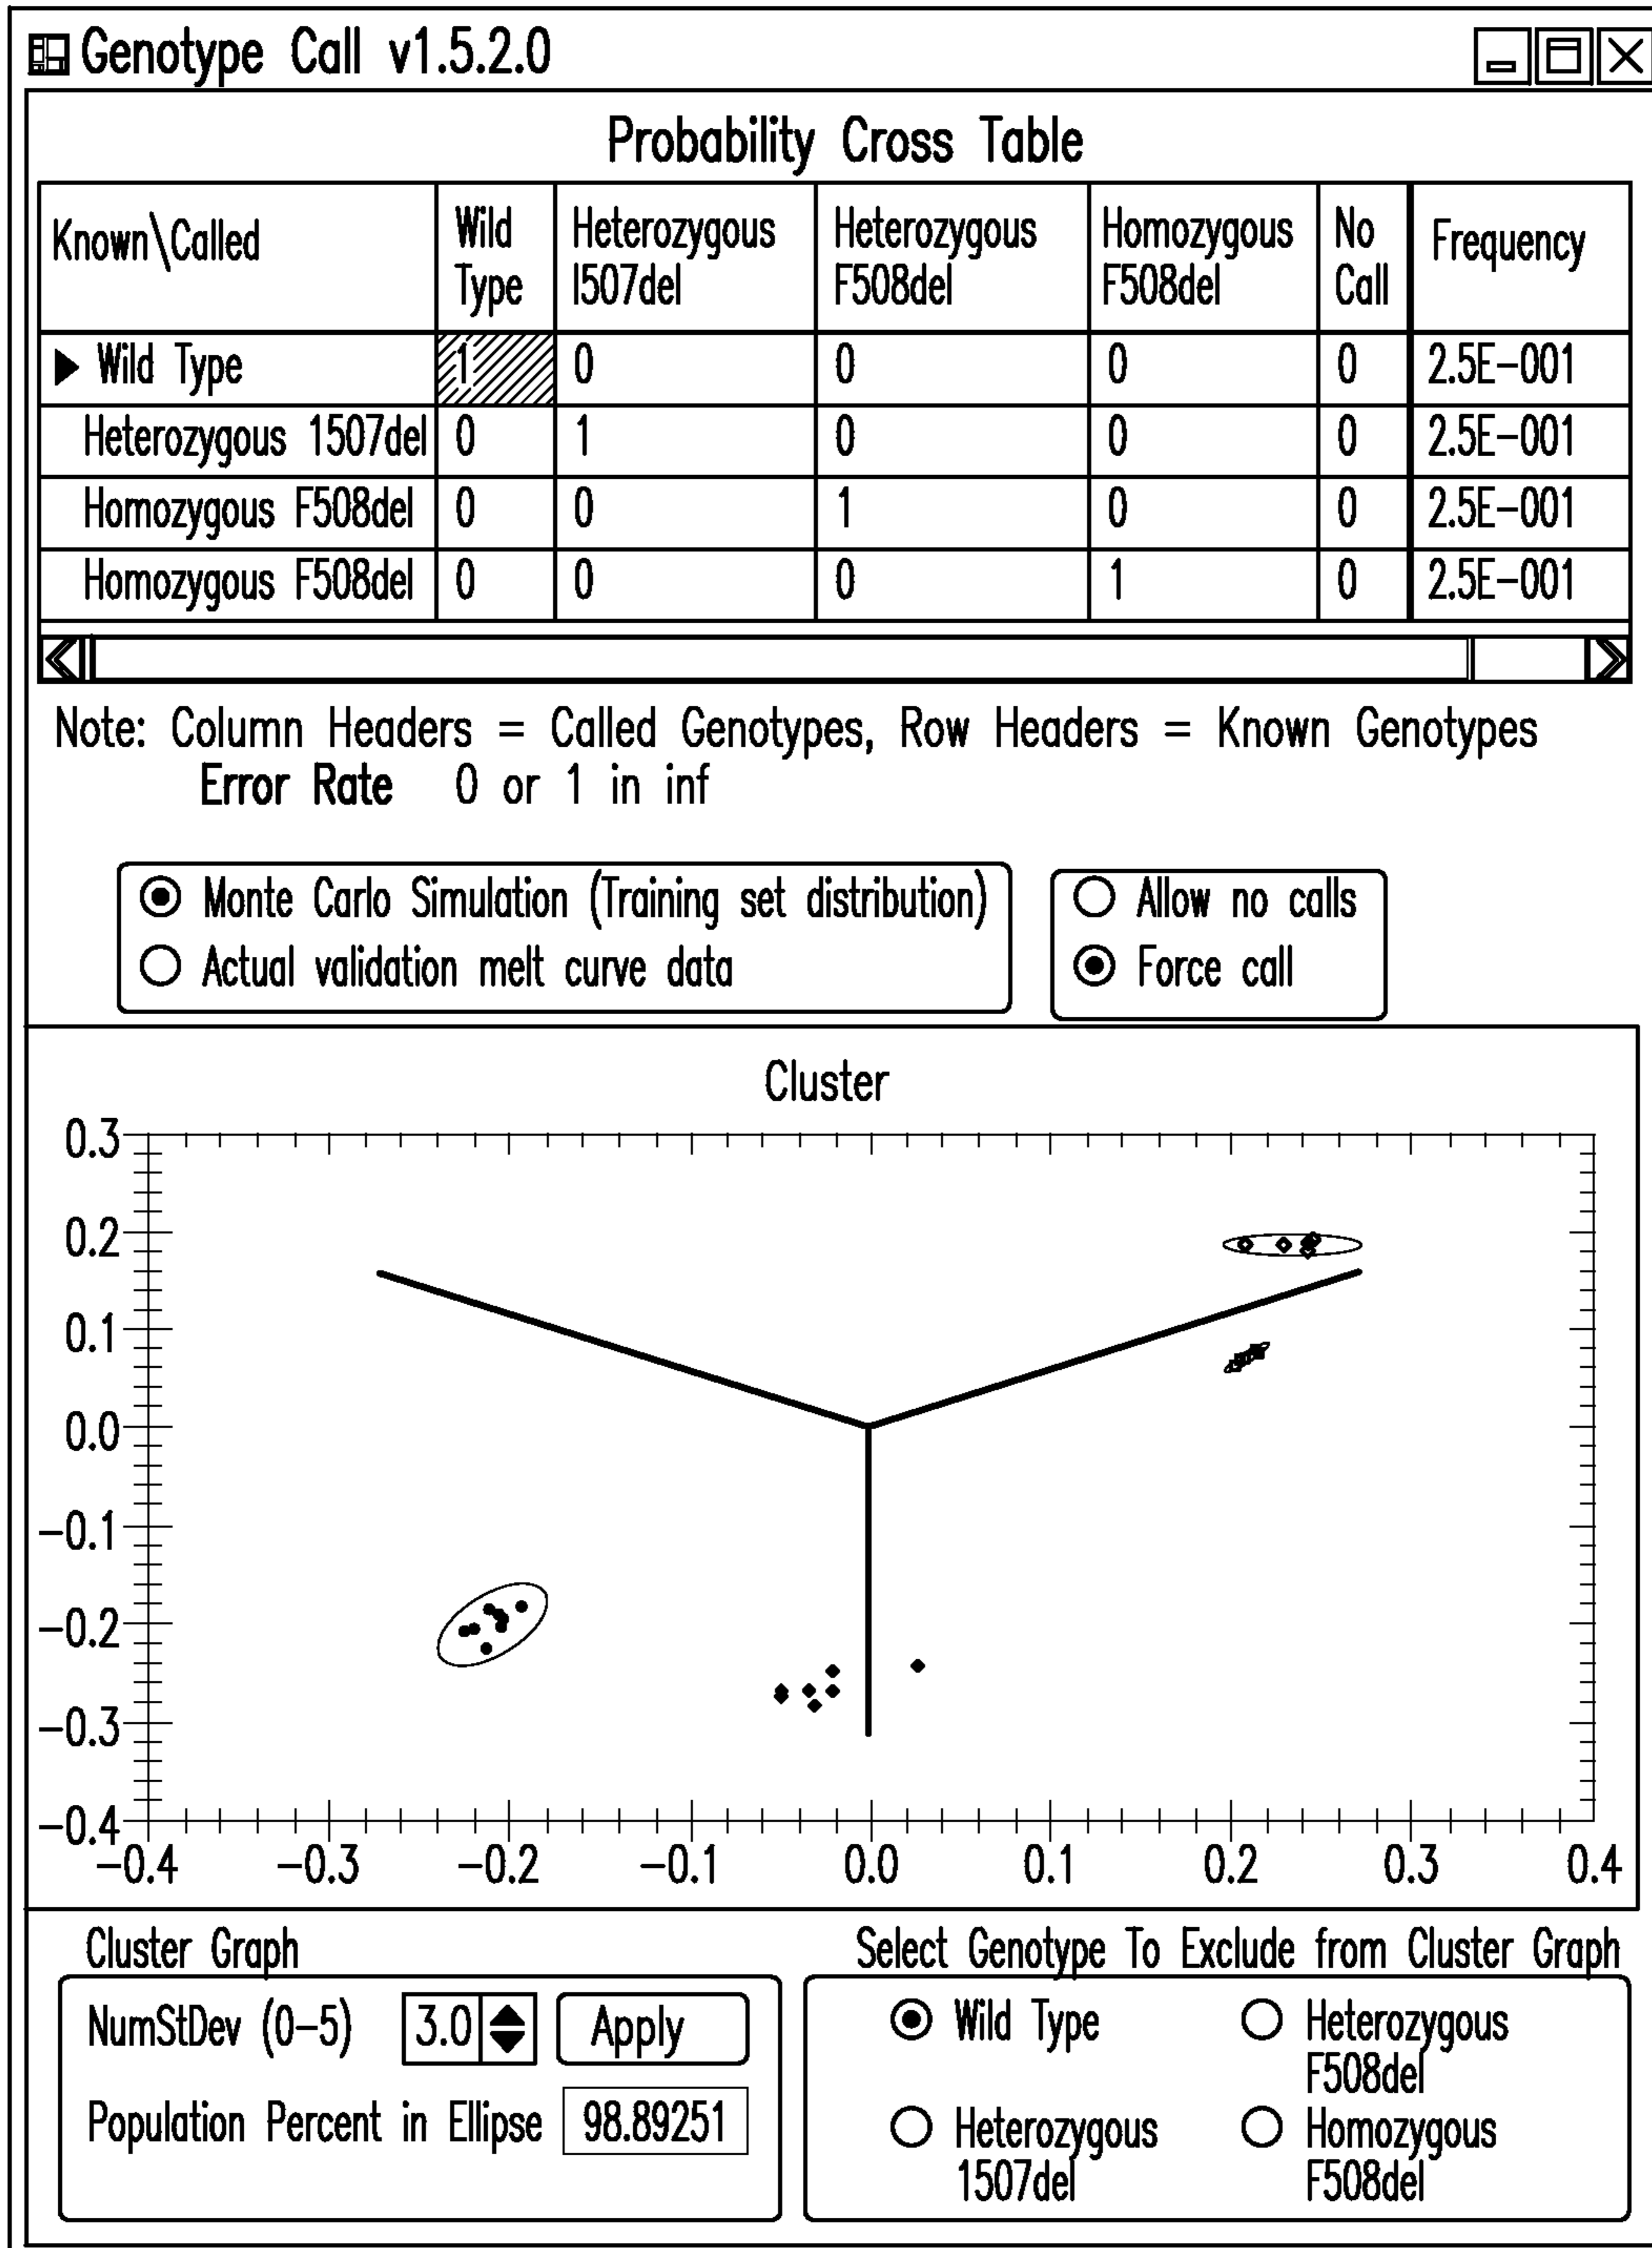 Genotype Call v1.5.2.0
Probability Cross Table
Known\Called Wild Type Heterozygous I507del Heterozygous F508del Homozygous F508del No Call Frequency
Wild Type 1 0 0 0 0 2.5E-001
Heterozygous 1507del 0 1 0 0 0 2.5E-001
Homozygous F508del 0 0 1 0 0 2.5E-001
Homozygous F508del 0 0 0 1 0 2.5E-001
Note: Column Headers = Called Genotypes, Row Headers = Known Genotypes
Error Rate 0 or 1 in inf
Monte Carlo Simulation (Training set distribution)
Actual validation melt curve data
Allow no calls
Force call
Cluster
0.3
0.2
0.1
0.0
-0.1
-0.2
-0.3
-0.4
-0.4 -0.3 -0.2 -0.1 0.0 0.1 0.2 0.3 0.4
Cluster Graph
NumStDev (0-5) 3.0 Apply
Population Percent in Ellipse 98.89251
Select Genotype To Exclude from Cluster Graph
Wild Type
Heterozygous
F508del
Heterozygous
1507del
Homozygous
F508del